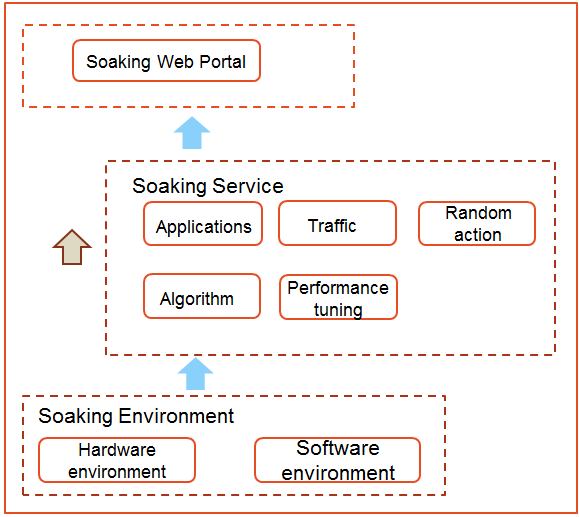 Soaking Web Portal
Soaking Service
Applications
Traffic
Random
action
Algorithm
Performance
tuning
Soaking Environment
Hardware
environment
Software
environment